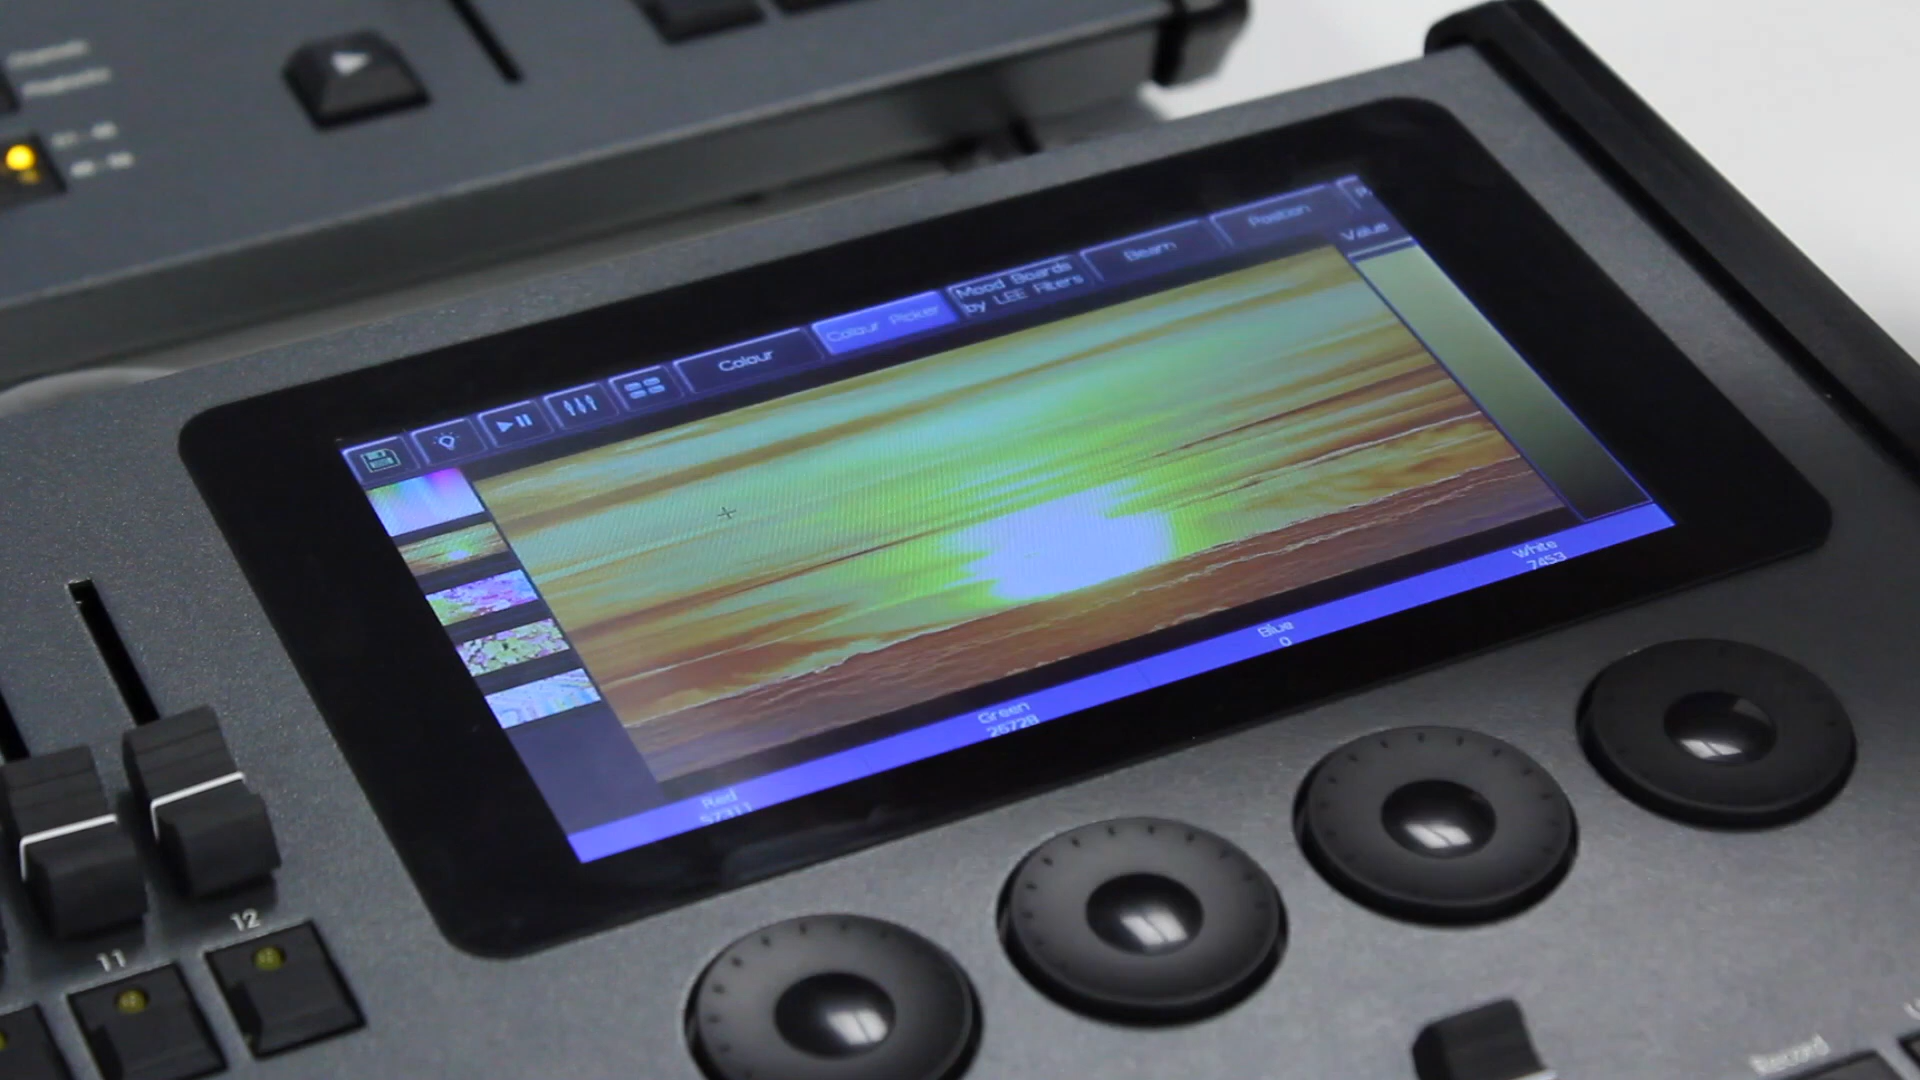 Position
Value
Beam
Mood Boards
by LEE Filters
Colour Picker
Colour
White
7453
Blue
0
Green
26728
Red
57311
12
11
Record